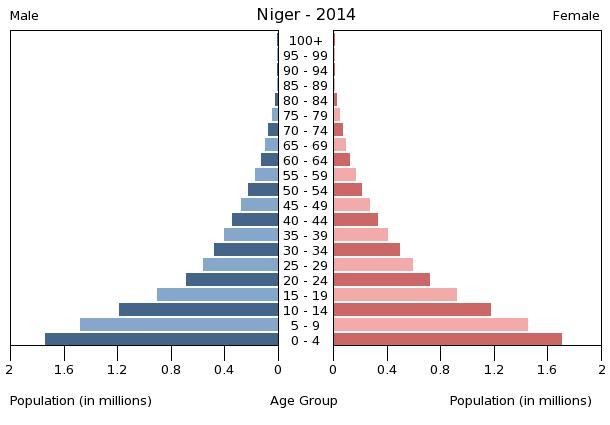 Niger - 2014
Male
Female
100+
95 - 99
90 - 94
85 - 89
80 - 84
75 - 79
70 - 74
65 - 69
60 - 64
55 - 59
50 - 54
45 - 49
40 - 44
35 - 39
30 - 34
25 - 29
20 - 24
15 - 19
10 - 14
5 - 9
0 - 4
2 1.6 1.2 0.8 0.4 0 0 0.4 0.8 1.2 1.6 2
Population (in millions) Age Group Population (in millions)